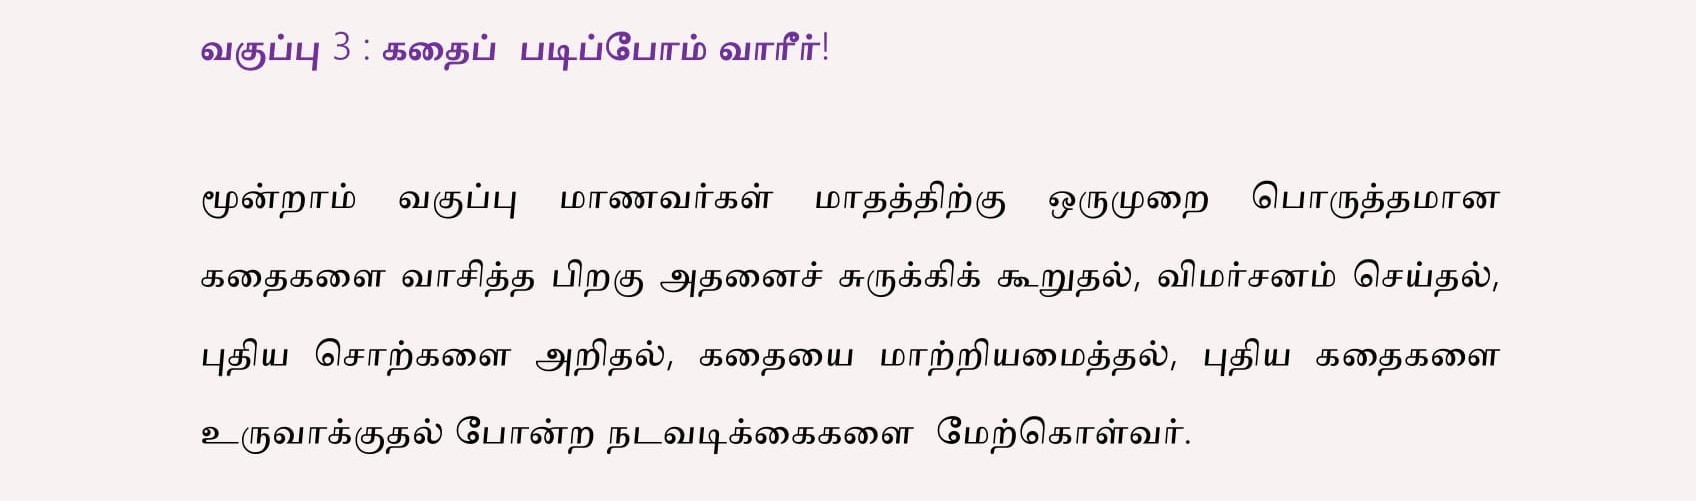 வகுப்பு 3 : கதைப் படிப்போம் வாரீர்!
மூன்றாம் வகுப்பு மாணவர்கள் மாதத்திற்கு ஒருமுறை பொருத்தமான
கதைகளை வாசித்த பிறகு அதனைச் சுருக்கிக் கூறுதல், விமர்சனம் செய்தல்,
புதிய சொற்களை அறிதல், கதையை மாற்றியமைத்தல், புதிய கதைகளை
உருவாக்குதல் போன்ற நடவடிக்கைகளை மேற்கொள்வர்.